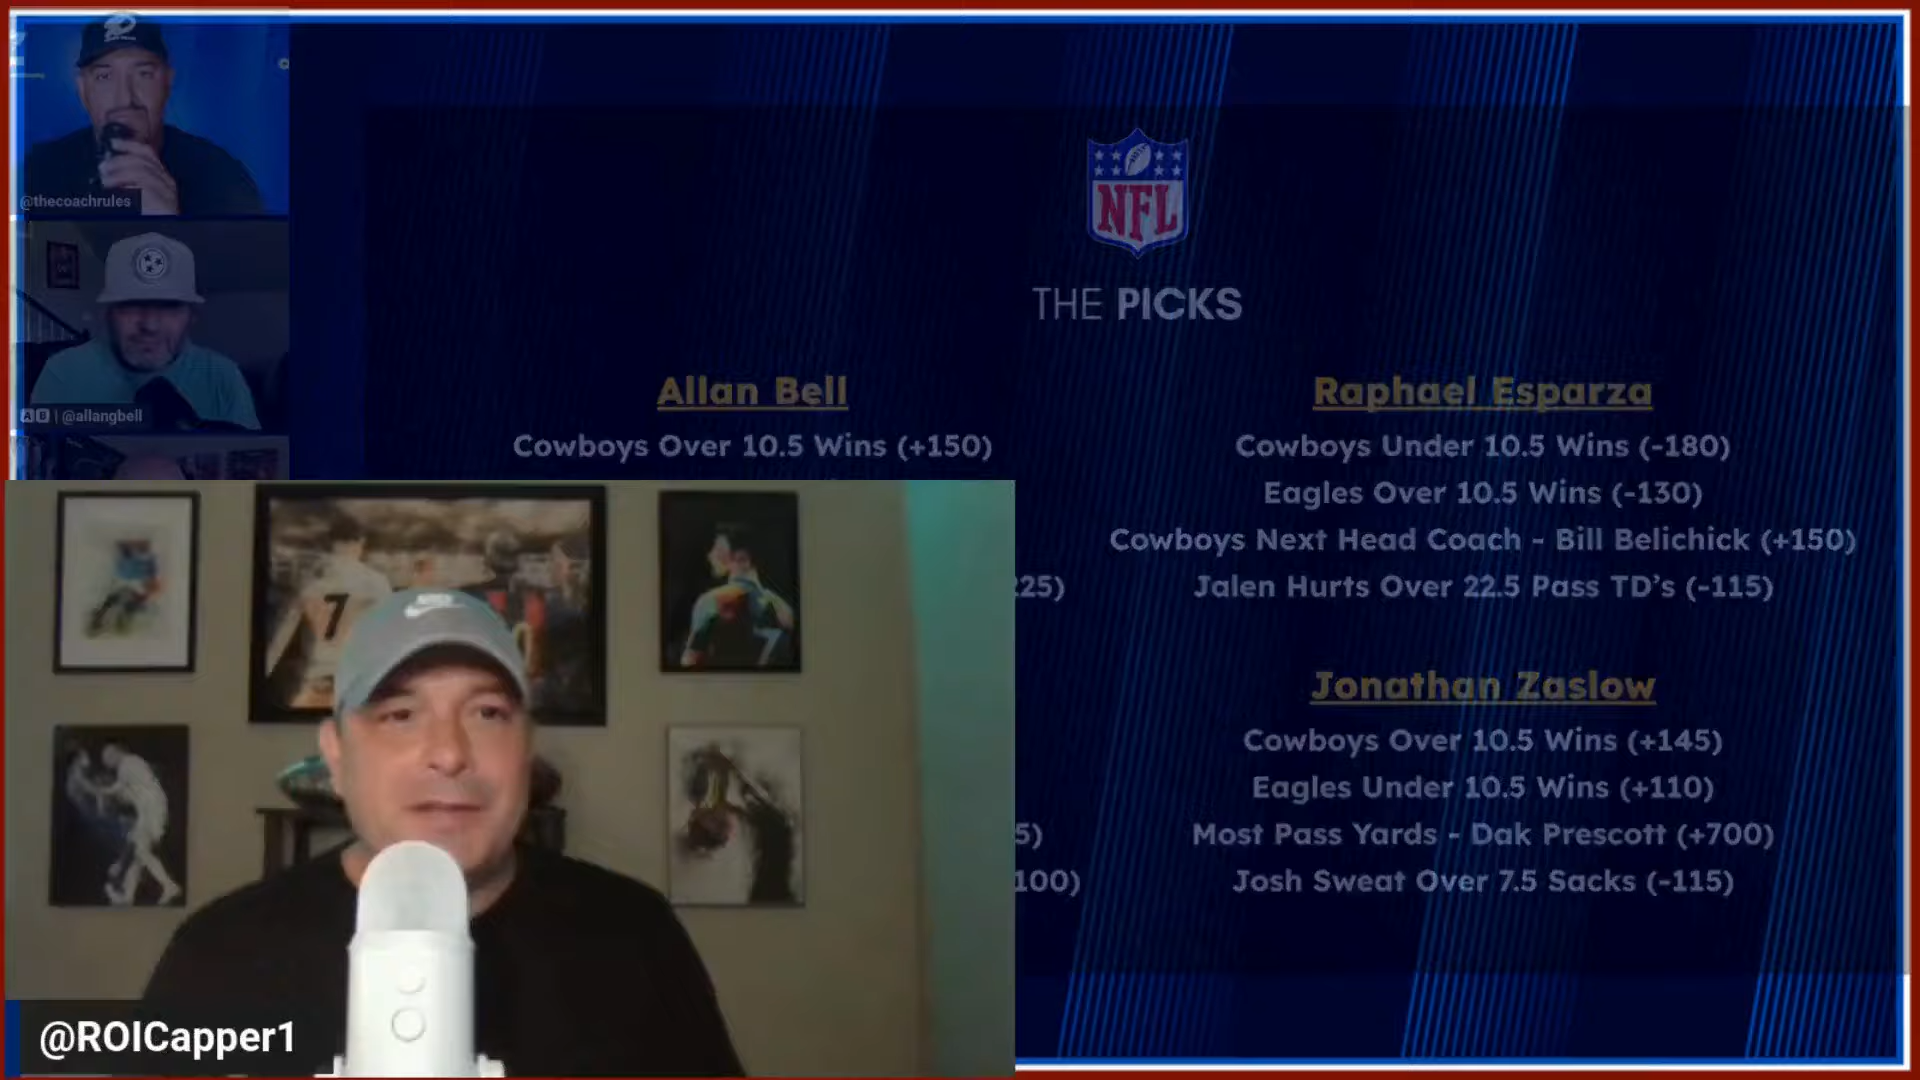 @thecoachrules
AB | @allangbell
NFL
THE PICKS
Allan Bell
Cowboys Over 10.5 Wins (+150)
Raphael Esparza
Cowboys Under 10.5 Wins (-180)
Eagles Over 10.5 Wins (-130)
Cowboys Next Head Coach - Bill Belichick (+150)
25)
Jalen Hurts Over 22.5 Pass TD's (-115)
Jonathan Zaslow
Cowboys Over 10.5 Wins (+145)
Eagles Under 10.5 Wins (+110)
5)
Most Pass Yards - Dak Prescott (+700)
100)
Josh Sweat Over 7.5 Sacks (-115)
7
7
@ROICapper1